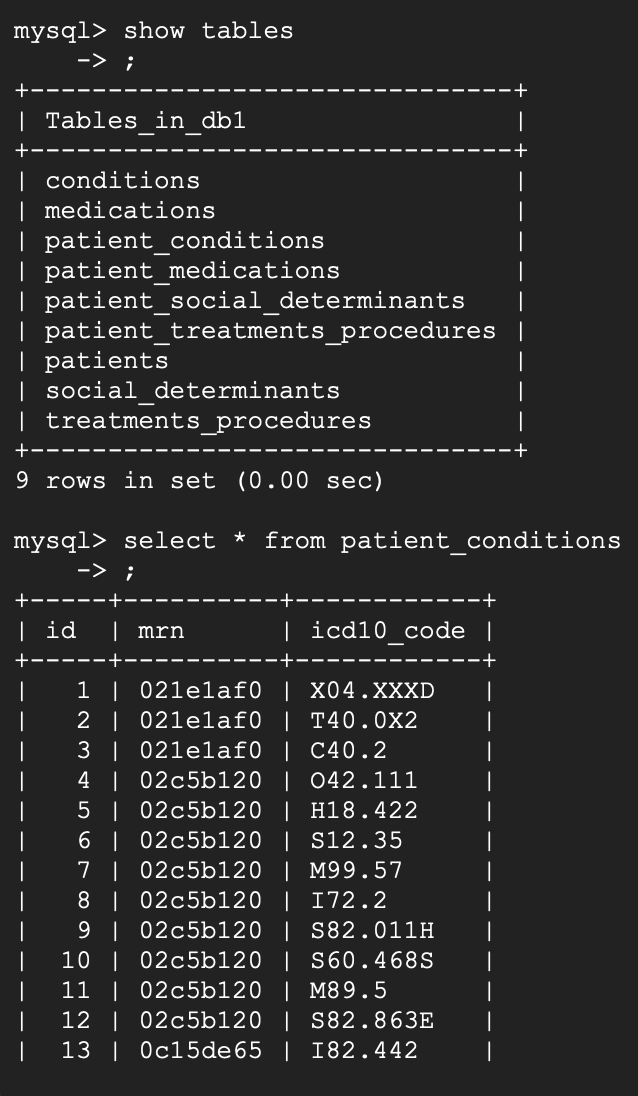 mysql> show tables
    -> ;
+-------------------------------+
| Tables_in_db1                 |
+-------------------------------+
| conditions                    |
| medications                   |
| patient_conditions            |
| patient_medications           |
| patient_social_determinants   |
| patient_treatments_procedures |
| patients                      |
| social_determinants           |
| treatments_procedures         |
+-------------------------------+
9 rows in set (0.00 sec)

mysql> select * from patient_conditions
    -> ;
+-----+----------+------------+
| id  | mrn      | icd10_code |
+-----+----------+------------+
|   1 | 021e1af0 | X04.XXXD   |
|   2 | 021e1af0 | T40.0X2    |
|   3 | 021e1af0 | C40.2      |
|   4 | 02c5b120 | O42.111    |
|   5 | 02c5b120 | H18.422    |
|   6 | 02c5b120 | S12.35     |
|   7 | 02c5b120 | M99.57     |
|   8 | 02c5b120 | I72.2      |
|   9 | 02c5b120 | S82.011H   |
|  10 | 02c5b120 | S60.468S   |
|  11 | 02c5b120 | M89.5      |
|  12 | 02c5b120 | S82.863E   |
|  13 | 0c15de65 | I82.442    |